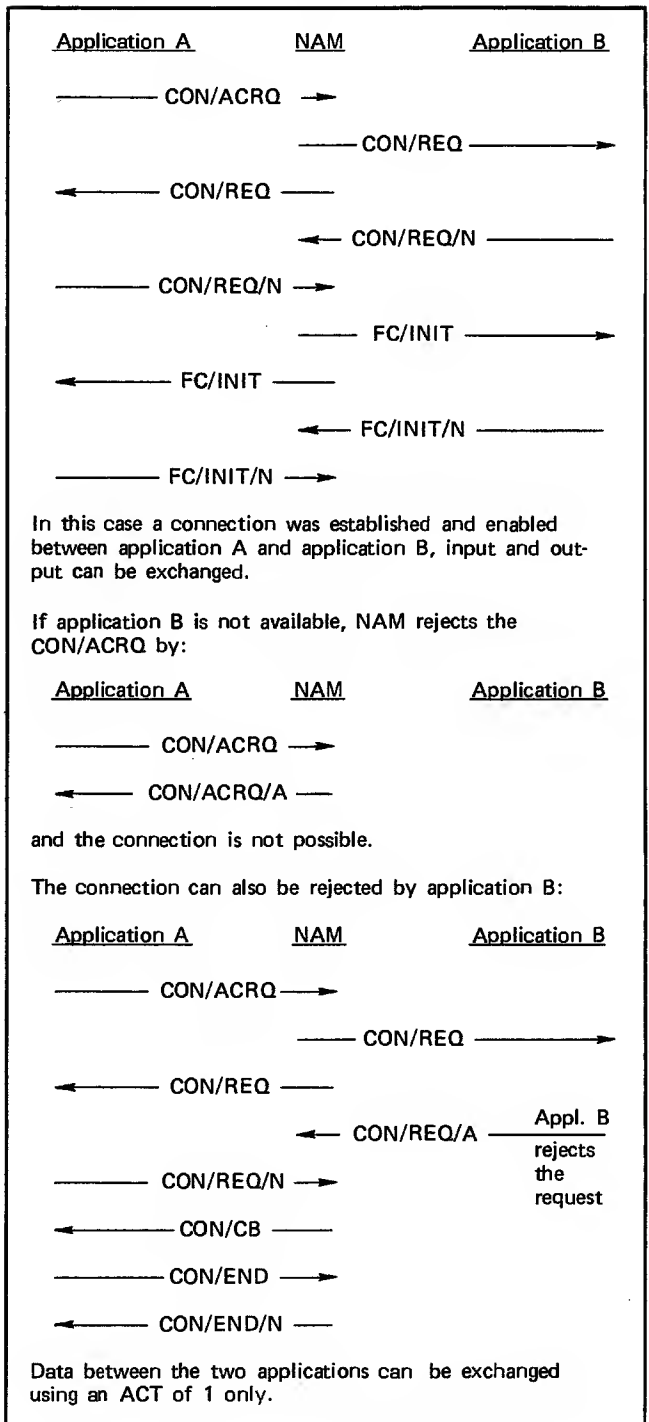 Application A NAM Application B
CON/ACRQ
CON/REQ
CON/REQ
CON/REQ/N
CON/REQ/N
FC/INIT
FC/INIT
FC/INIT/N
FC/INIT/N
In this case a connection was established and enabled
between application A and application B, input and out-
put can be exchanged.
If application B is not available, NAM rejects the
CON/ACRQ by:
Application A NAM Application B
CON/ACRQ
CON/ACRQ/A
and the connection is not possible.
The connection can also be rejected by application B:
Application A NAM Application B
CON/ACRQ
CON/REQ
CON/REQ
CON/REQ/A Appl. B
rejects
the
request
CON/REQ/N
CON/CB
CON/END
CON/END/N
Data between the two applications can be exchanged
using an ACT of 1 only.